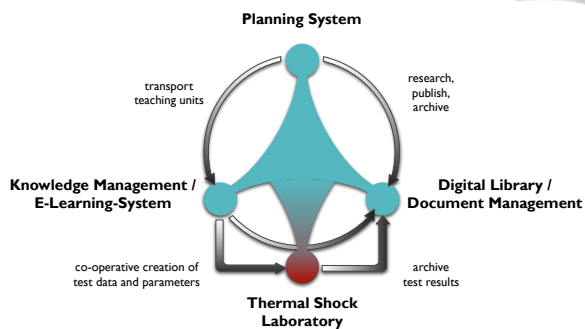 Planning System
transport
teaching units
research,
publish,
archive
Knowledge Management /
E-Learning-System
Digital Library /
Document Management
co-operative creation of
test data and parameters
archive
test results
Thermal Shock
Laboratory